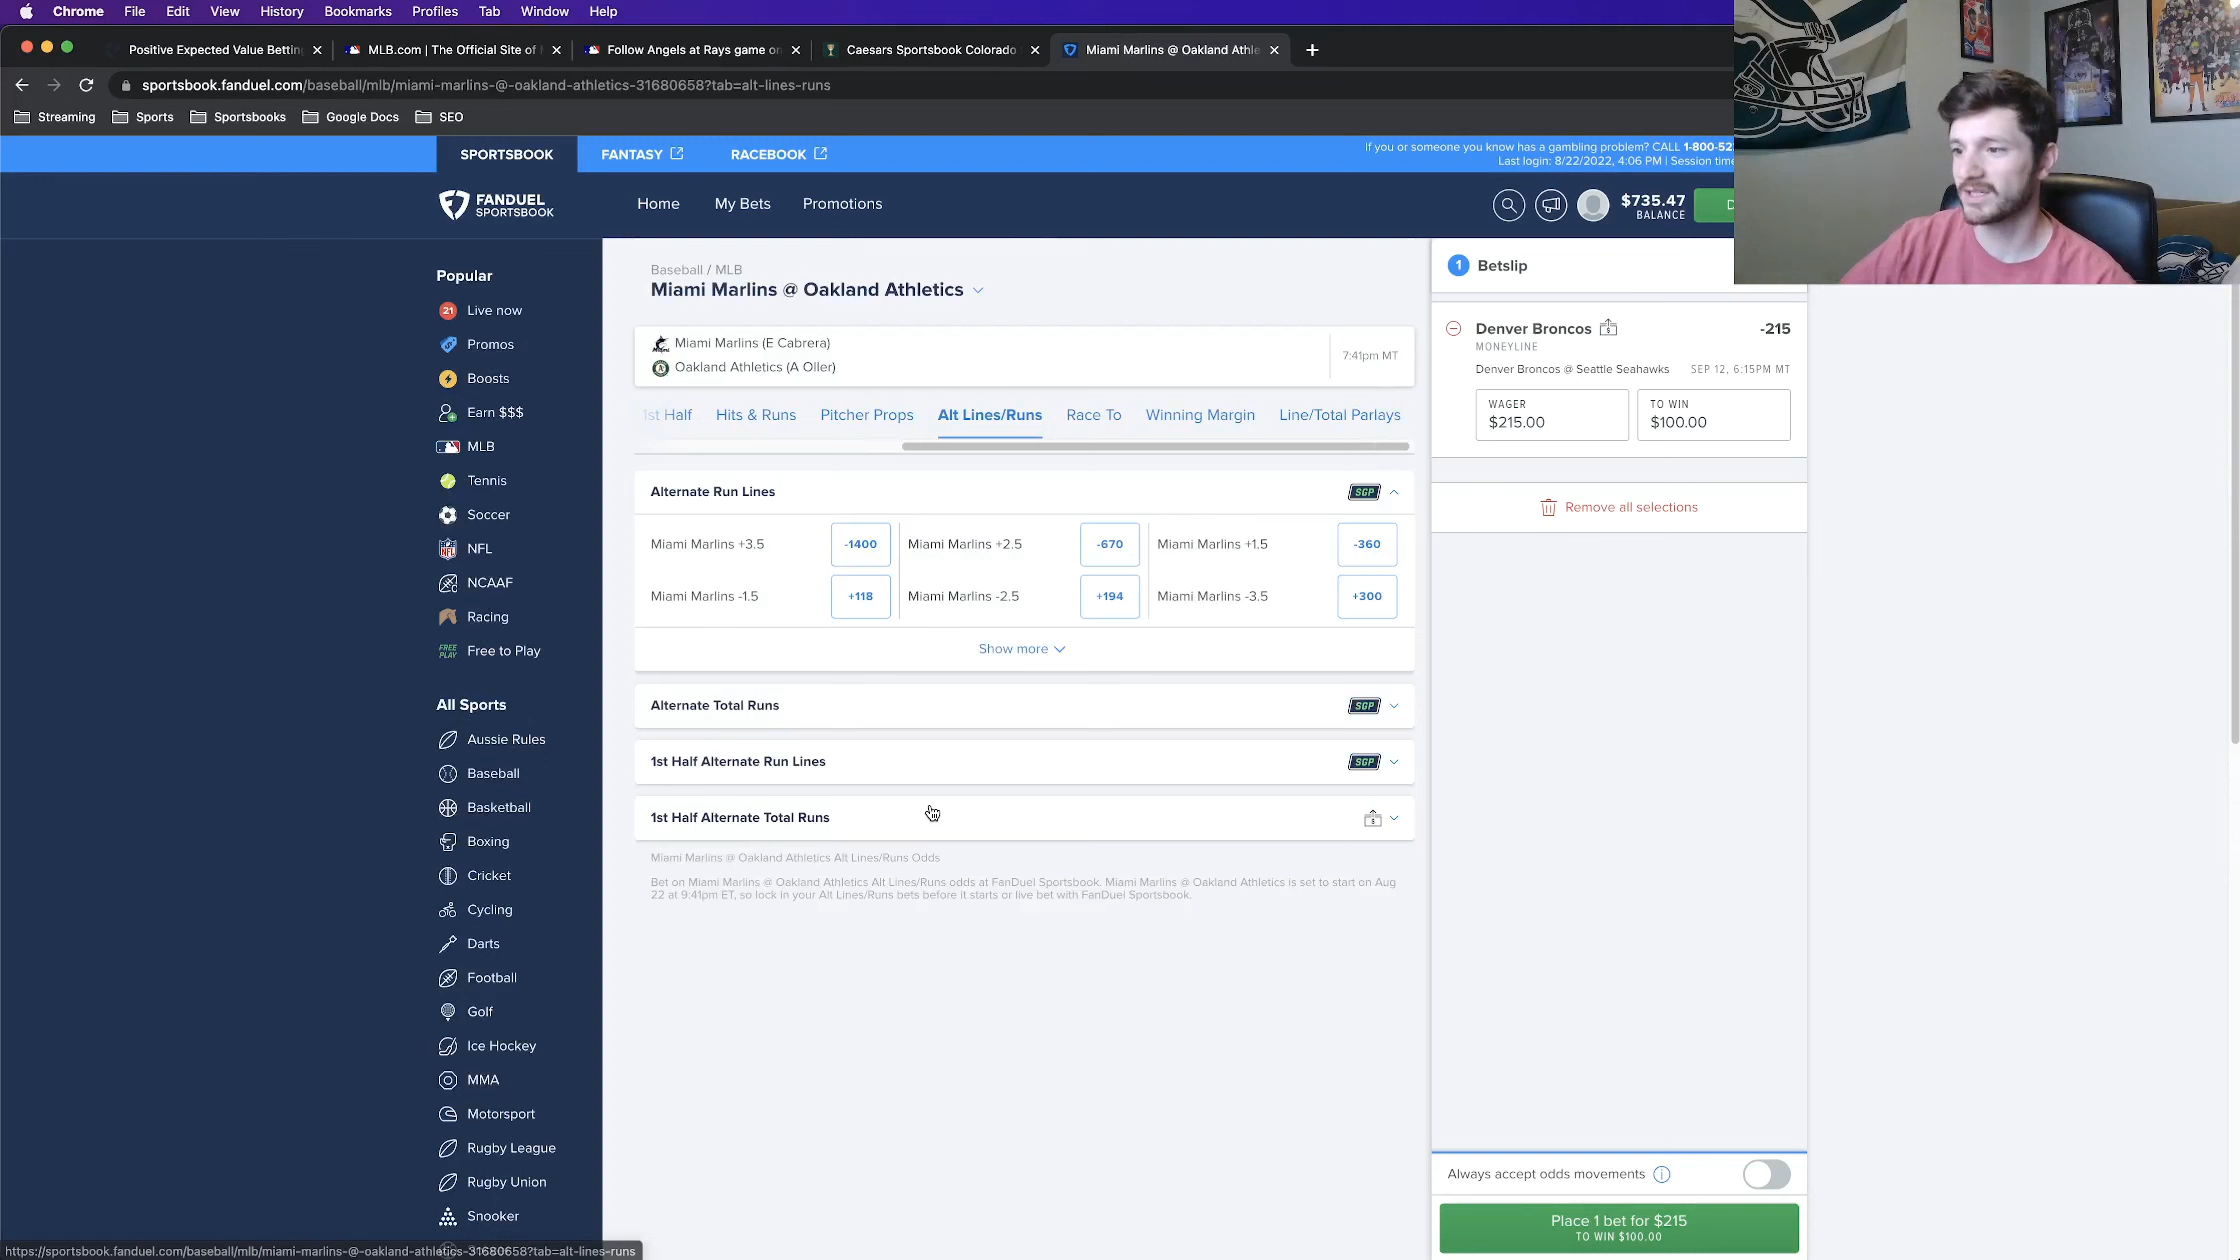 Chrome File Edit View History Bookmarks Profiles Tab Window Help
Positive Expected Value Bettin MLB.com | The Official Site of Follow Angels at Rays game on Caesars Sportsbook Colorado Miami Marlins @ Oakland Athle
sportsbook.fanduel.com/baseball/mlb/miami-marlins-@-oakland-athletics-31680658?tab=alt-lines-runs
Streaming Sports Sportsbooks Google Docs SEO
SPORTSBOOK FANTASY RACEBOOK
If you or someone you know has a gambling problem? CALL 1-800-52
Last login: 8/22/2022, 4:06 PM | Session time
FANDUEL
SPORTSBOOK
Home My Bets Promotions
$735.47
BALANCE
Popular
21 Live now
Promos
Boosts
Earn $$$
MLB
Tennis
Soccer
NFL
NCAAF
Racing
FREE PLAY Free to Play
All Sports
Aussie Rules
Baseball
Basketball
Boxing
Cricket
Cycling
Darts
Football
Golf
Ice Hockey
MMA
Motorsport
Rugby League
Rugby Union
Snooker
Baseball / MLB
Miami Marlins @ Oakland Athletics
Miami Marlins (E Cabrera)
Oakland Athletics (A Oller)
7:41pm MT
1st Half Hits & Runs Pitcher Props Alt Lines/Runs Race To Winning Margin Line/Total Parlays
Alternate Run Lines SGP
Miami Marlins +3.5 -1400 Miami Marlins +2.5 -670 Miami Marlins +1.5 -360
Miami Marlins -1.5 +118 Miami Marlins -2.5 +194 Miami Marlins -3.5 +300
Show more
Alternate Total Runs SGP
1st Half Alternate Run Lines SGP
1st Half Alternate Total Runs
Miami Marlins @ Oakland Athletics Alt Lines/Runs Odds
Bet on Miami Marlins @ Oakland Athletics Alt Lines/Runs odds at FanDuel Sportsbook. Miami Marlins @ Oakland Athletics is set to start on Aug
22 at 9:41pm ET, so lock in your Alt Lines/Runs bets before it starts or live bet with FanDuel Sportsbook.
1 Betslip
Denver Broncos -215
MONEYLINE
Denver Broncos @ Seattle Seahawks SEP 12, 6:15PM MT
WAGER
$215.00
TO WIN
$100.00
Remove all selections
Always accept odds movements
Place 1 bet for $215
TO WIN $100.00
https://sportsbook.fanduel.com/baseball/mlb/miami-marlins-@-oakland-athletics-31680658?tab=alt-lines-runs